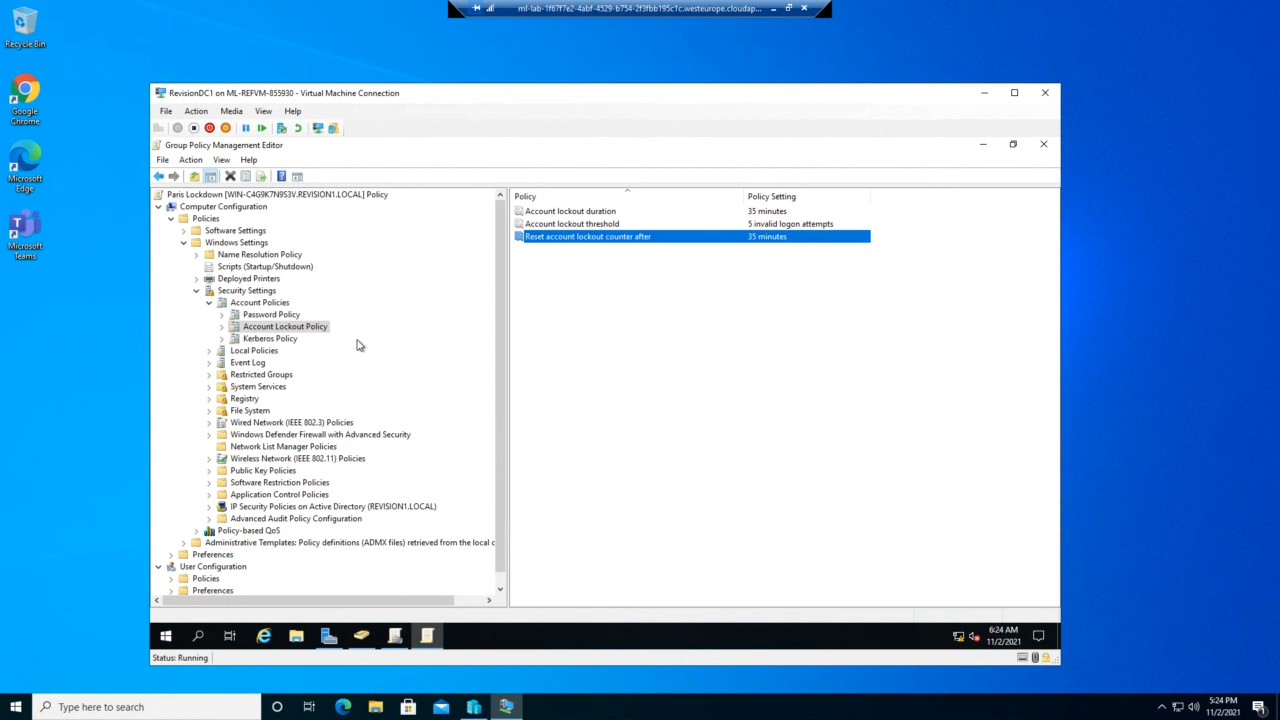 ml-lab-1f67f7e2-4abf-4529-b754-2f3fbb195c1c.westeurope.cloudap...
Recycle Bin
Google
Chrome
Microsoft
Edge
Microsoft
Teams
RevisionDC1 on ML-REFVM-855930 - Virtual Machine Connection
File Action Media View Help
Group Policy Management Editor
File Action View Help
Paris Lockdown [WIN-C4G9K7N9S3V.REVISION1.LOCAL] Policy
Computer Configuration
Policies
Software Settings
Windows Settings
Name Resolution Policy
Scripts (Startup/Shutdown)
Deployed Printers
Security Settings
Account Policies
Password Policy
Account Lockout Policy
Kerberos Policy
Local Policies
Event Log
Restricted Groups
System Services
Registry
File System
Wired Network (IEEE 802.3) Policies
Windows Defender Firewall with Advanced Security
Network List Manager Policies
Wireless Network (IEEE 802.11) Policies
Public Key Policies
Software Restriction Policies
Application Control Policies
IP Security Policies on Active Directory (REVISION1.LOCAL)
Advanced Audit Policy Configuration
Policy-based QoS
Administrative Templates: Policy definitions (ADMX files) retrieved from the local c
Preferences
User Configuration
Policies
Preferences
Policy Policy Setting
Account lockout duration 35 minutes
Account lockout threshold 5 invalid logon attempts
Reset account lockout counter after 35 minutes
6:24 AM
11/2/2021
Status: Running
Type here to search
5:24 PM
11/2/2021
1